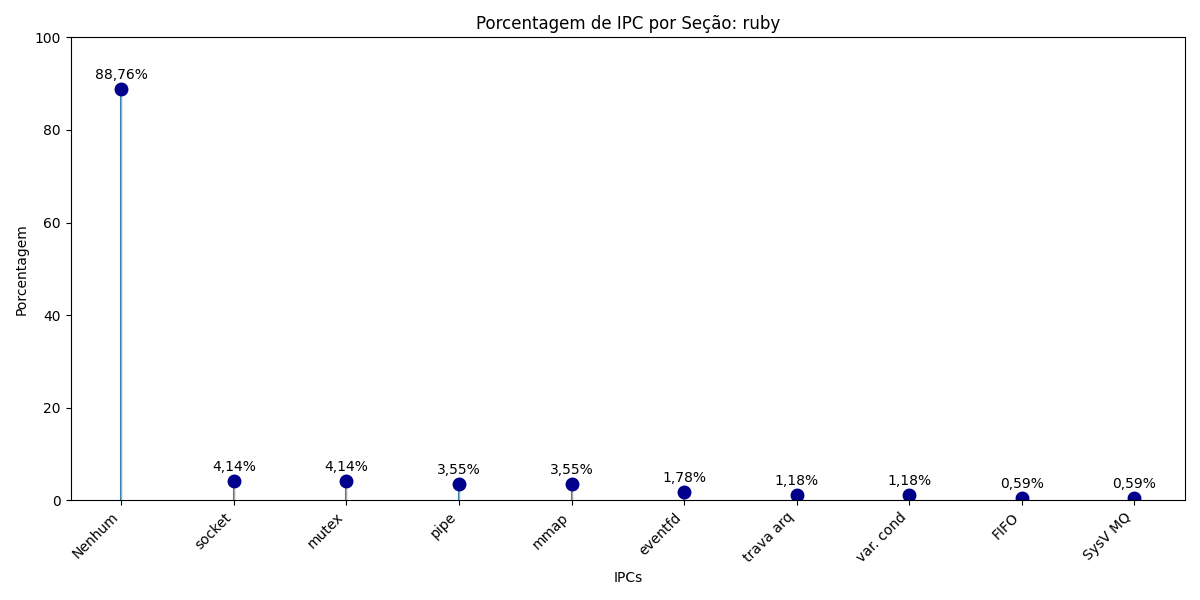 Porcentagem de IPC por Seção: ruby
100
80
60
40
20
0
Porcentagem
88,76%
4,14%
4,14%
3,55%
3,55%
1,78%
1,18%
1,18%
0,59%
0,59%
Nenhum
socket
mutex
pipe
mmap
eventfd
trava arq
var. cond
FIFO
SysV MQ
IPCs